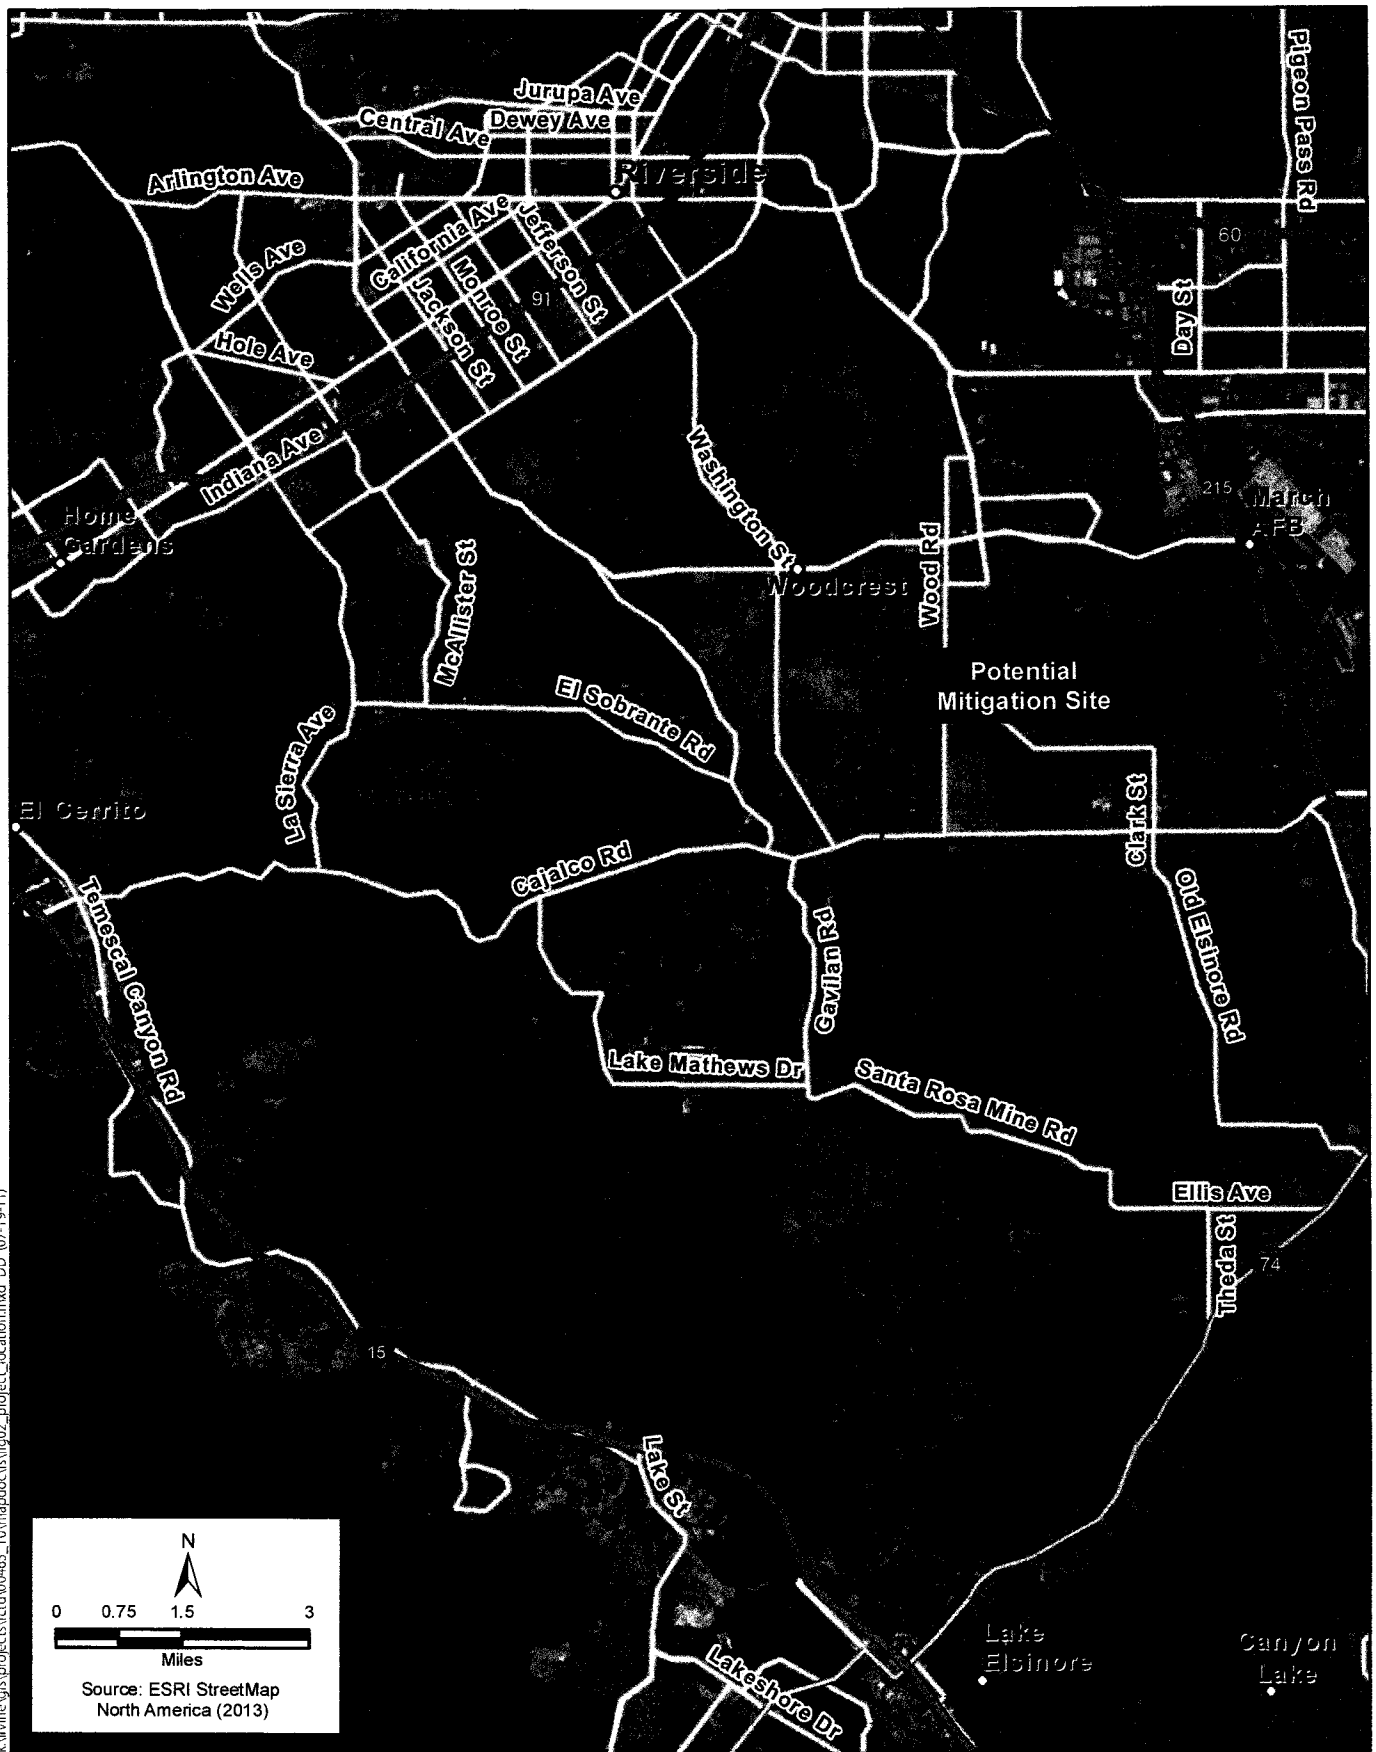 Pigeon Pass Rd
Jurupa Ave
Dewey Ave
Central Ave
Riverside
Arlington Ave
60
California Ave
Jefferson St
Wells Ave
Monroe St
91
Jackson St
Day St
Hole Ave
Washington St
Indiana Ave
215
March
AFB
Home
Gardens
Wood Rd
McAllister St
Woodcrest
Potential
Mitigation Site
El Sobrante Rd
La Sierra Ave
El Cerrito
Clark St
Cajalco Rd
Temescal Canyon Rd
Old Elsinore Rd
Gavilan Rd
Lake Mathews Dr
Santa Rosa Mine Rd
Ellis Ave
Theda St
74
15
Lake St
N
0 0.75 1.5 3
Miles
Source: ESRI StreetMap
North America (2013)
Lake
Elsinore
Canyon
Lake
Lakeshore Dr